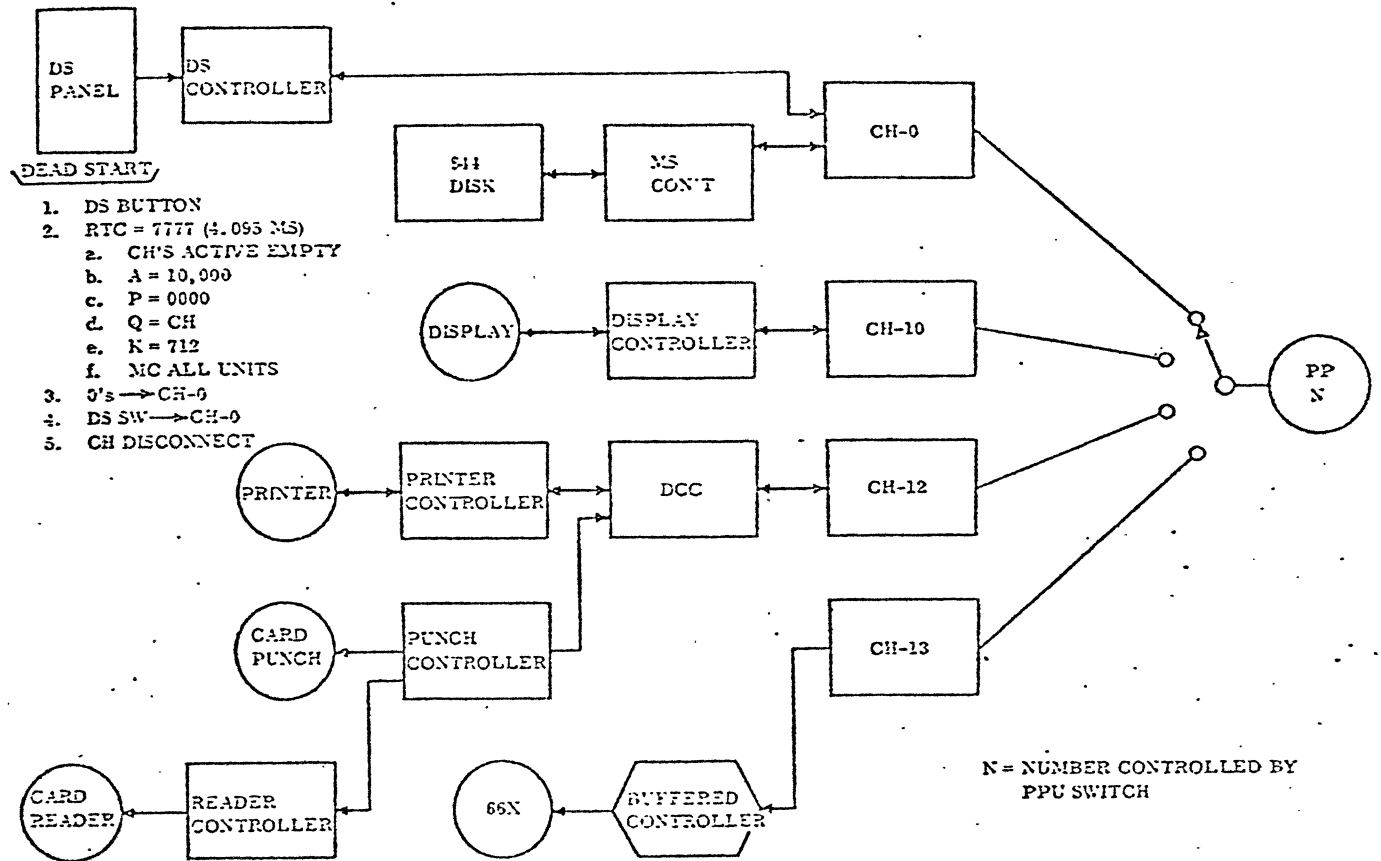 DS
PANEL
DS
CONTROLLER
CH-0
844
DISK
MS
CON'T
DEAD START
1. DS BUTTON
2. RTC = 7777 (4.095 MS)
a. CH'S ACTIVE EMPTY
b. A = 10,000
c. P = 0000
d. Q = CH
e. K = 712
f. MC ALL UNITS
3. 0's → CH-0
4. DS SW → CH-0
5. CH DISCONNECT
DISPLAY
DISPLAY
CONTROLLER
CH-10
PP
N
PRINTER
PRINTER
CONTROLLER
DCC
CH-12
CARD
PUNCH
PUNCH
CONTROLLER
CH-13
CARD
READER
READER
CONTROLLER
66X
BUFFERED
CONTROLLER
N = NUMBER CONTROLLED BY
PPU SWITCH